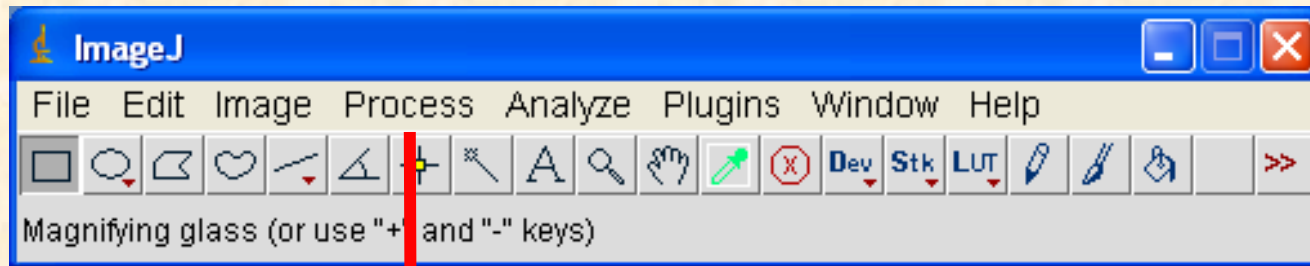 ImageJ
File Edit Image Process Analyze Plugins Window Help
A X Dev Stk LUT >>
Magnifying glass (or use "+" and "-" keys)